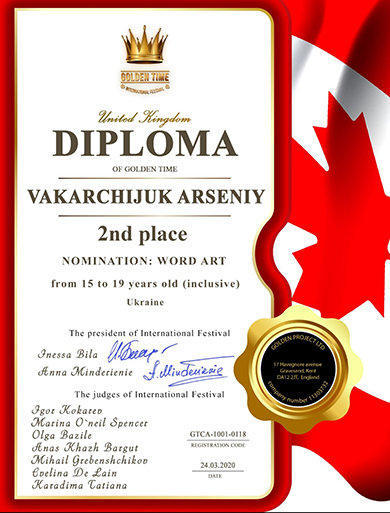 GOLDEN TIME
INTERNATIONAL FESTIVAL
United Kingdom
DIPLOMA
OF GOLDEN TIME
VAKARCHIJUK ARSENIY
2nd place
NOMINATION: WORD ART
from 15 to 19 years old (inclusive)
Ukraine
The president of International Festival
Inessa Bila
Anna Minderienie
The judges of International Festival
Igor Kokarev
Marina O`neil Spencer
Olga Bazile
Anas Khazh Bargut
Mihail Grebenshchikov
Evelina De Lain
Karadima Tatiana
GTCA-1001-0118
REGISTRATION CODE
24.03.2020
DATE
GOLDEN PROJECT LTD
17 Havengore avenue
Gravesend, Kent
DA12 2JT, England
company number 11303732